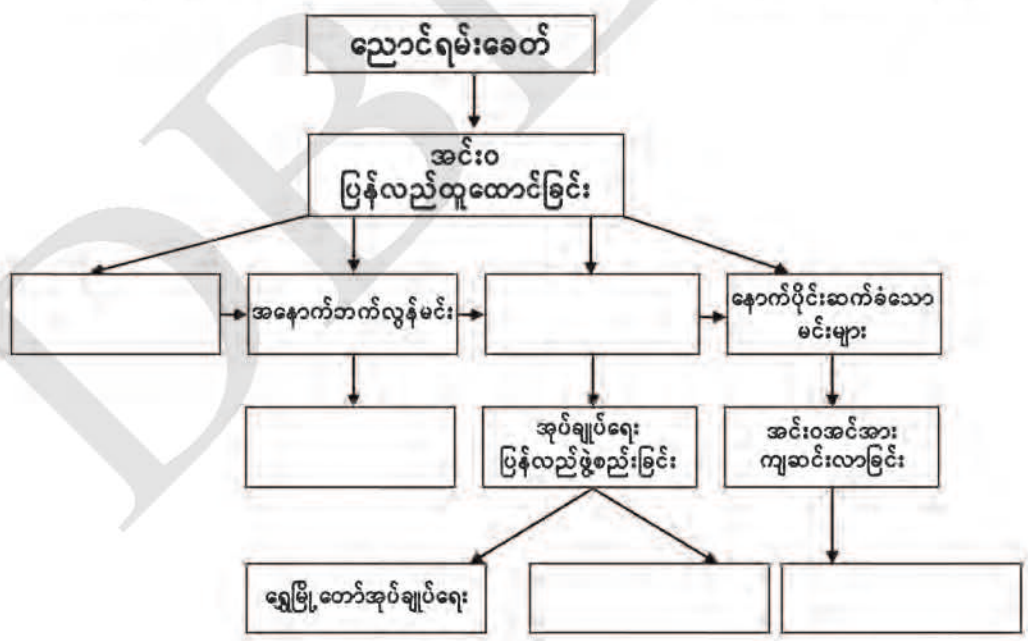 ညောင်ရမ်းခေတ်
အင်းဝ
ပြန်လည်ထူထောင်ခြင်း
အနောက်ဘက်လွန်မင်း
နောက်ပိုင်းဆက်ခံသော
မင်းများ
အုပ်ချုပ်ရေး
ပြန်လည်ဖွဲ့စည်းခြင်း
အင်းဝအင်အား
ကျဆင်းလာခြင်း
ရွှေမြို့တော်အုပ်ချုပ်ရေး